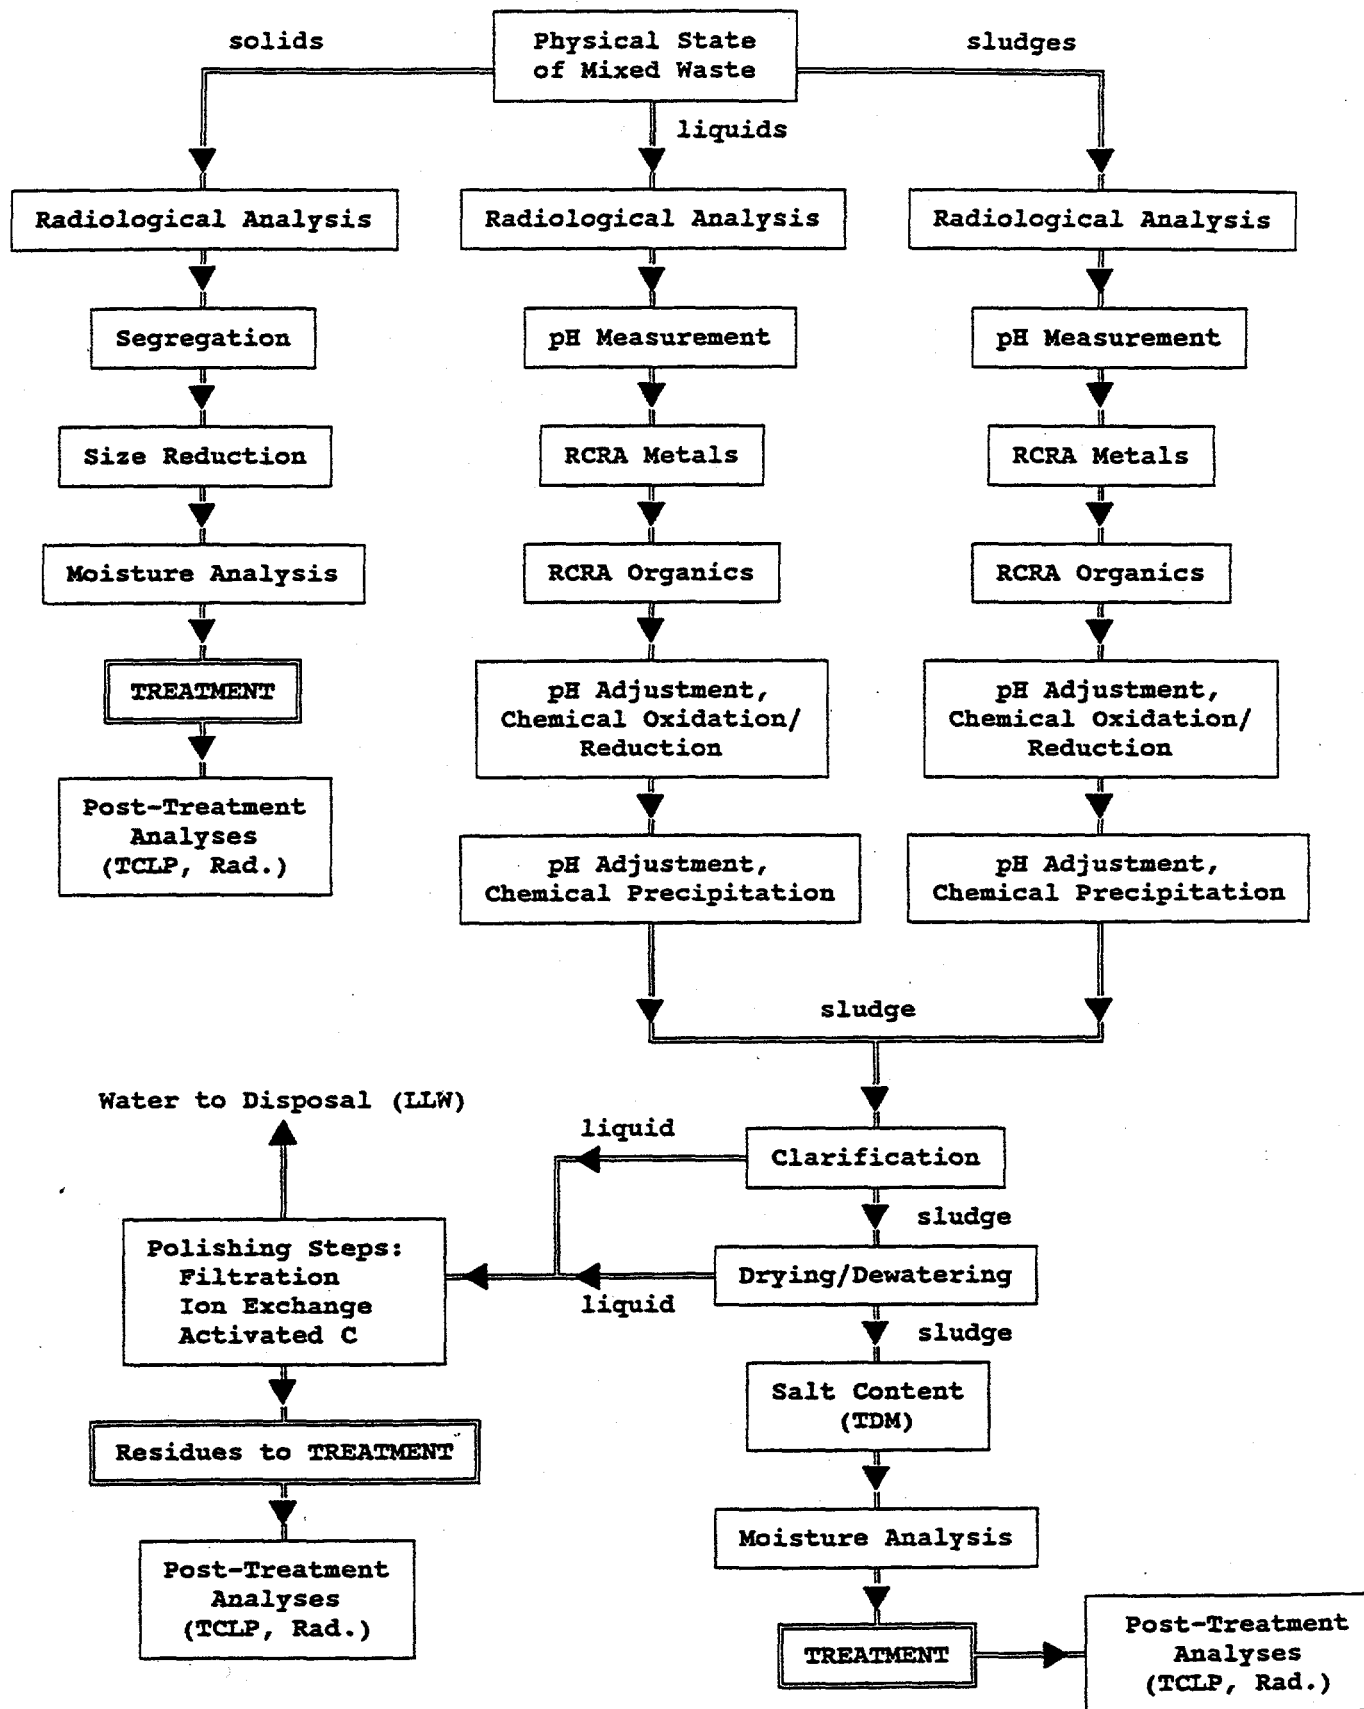 solids
Physical State
of Mixed Waste
sludges
liquids
Radiological Analysis
Radiological Analysis
Radiological Analysis
Segregation
pH Measurement
pH Measurement
Size Reduction
RCRA Metals
RCRA Metals
Moisture Analysis
RCRA Organics
RCRA Organics
TREATMENT
pH Adjustment,
Chemical Oxidation/
Reduction
pH Adjustment,
Chemical Oxidation/
Reduction
Post-Treatment
Analyses
(TCLP, Rad.)
pH Adjustment,
Chemical Precipitation
pH Adjustment,
Chemical Precipitation
sludge
Water to Disposal (LLW)
liquid
Clarification
sludge
Polishing Steps:
Filtration
Ion Exchange
Activated C
Drying/Dewatering
liquid
sludge
Salt Content
(TDM)
Residues to TREATMENT
Moisture Analysis
Post-Treatment
Analyses
(TCLP, Rad.)
TREATMENT
Post-Treatment
Analyses
(TCLP, Rad.)